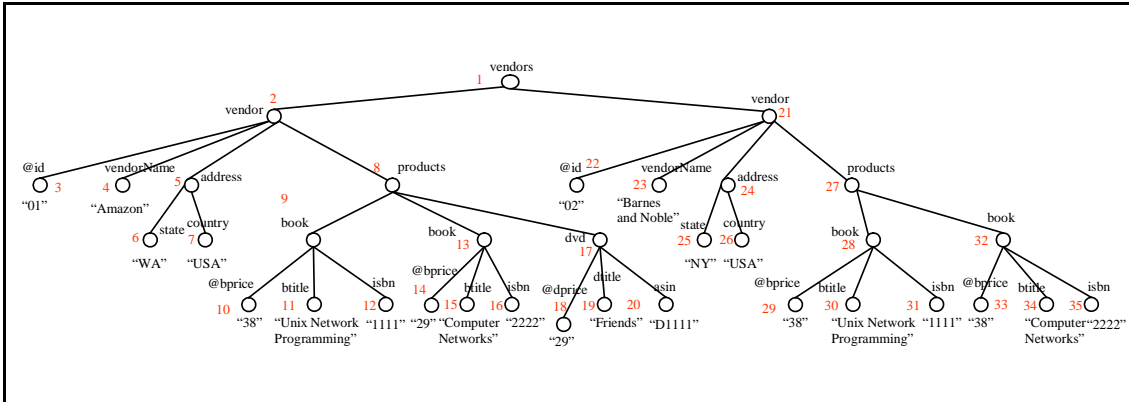 vendors
1
2
vendor
vendor
21
@id
3
"01"
vendorName
4
"Amazon"
5
address
8
products
@id
22
"02"
vendorName
23
"Barnes
and Noble"
address
24
27
products
6
state
"WA"
country
7
"USA"
9
book
book
13
dvd
17
state
25
"NY"
country
26
"USA"
book
28
book
32
@bprice
10
"38"
btitle
11
"Unix Network
Programming"
isbn
12
"1111"
@bprice
14
"29"
btitle
15
"Computer
Networks"
isbn
16
"2222"
@dprice
18
"29"
dtitle
19
"Friends"
asin
20
"D1111"
@bprice
29
"38"
btitle
30
"Unix Network
Programming"
isbn
31
"1111"
@bprice
33
"38"
btitle
34
"Computer
Networks"
isbn
35
"2222"